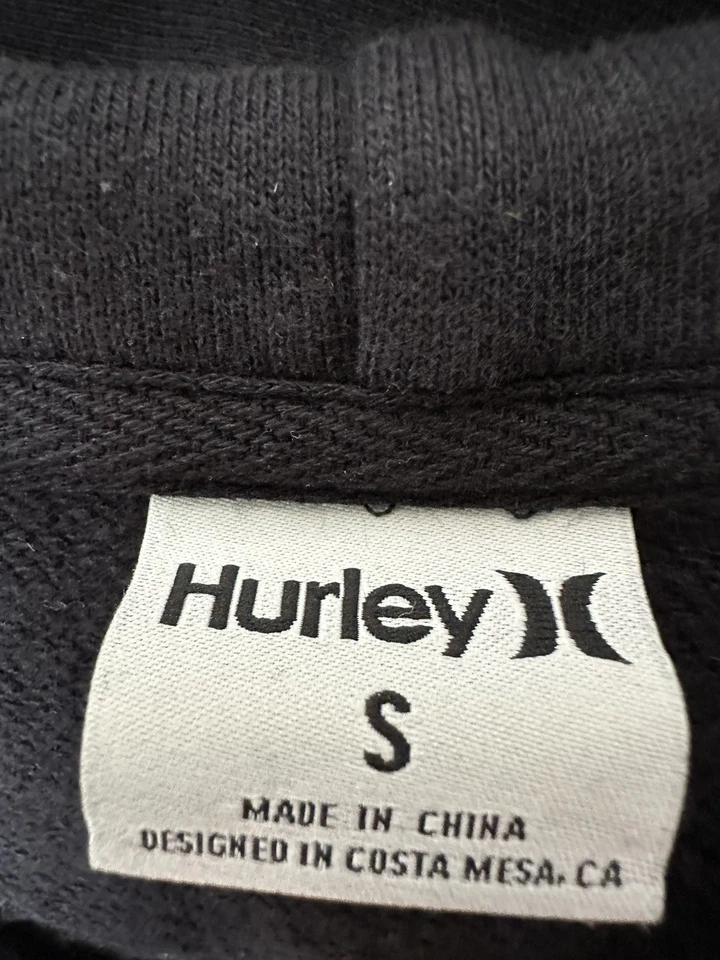 Hurley
S
MADE IN CHINA
DESIGNED IN COSTA MESA, CA